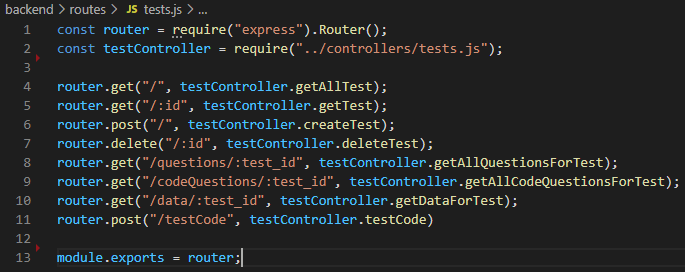 backend > routes > JS tests.js > ...
1 const router = require("express").Router();
2 const testController = require("../controllers/tests.js");
3
4 router.get("/", testController.getAllTest);
5 router.get("/:id", testController.getTest);
6 router.post("/", testController.createTest);
7 router.delete("/:id", testController.deleteTest);
8 router.get("/questions/:test_id", testController.getAllQuestionsForTest);
9 router.get("/codeQuestions/:test_id", testController.getAllCodeQuestionsForTest);
10 router.get("/data/:test_id", testController.getDataForTest);
11 router.post("/testCode", testController.testCode)
12
13 module.exports = router;